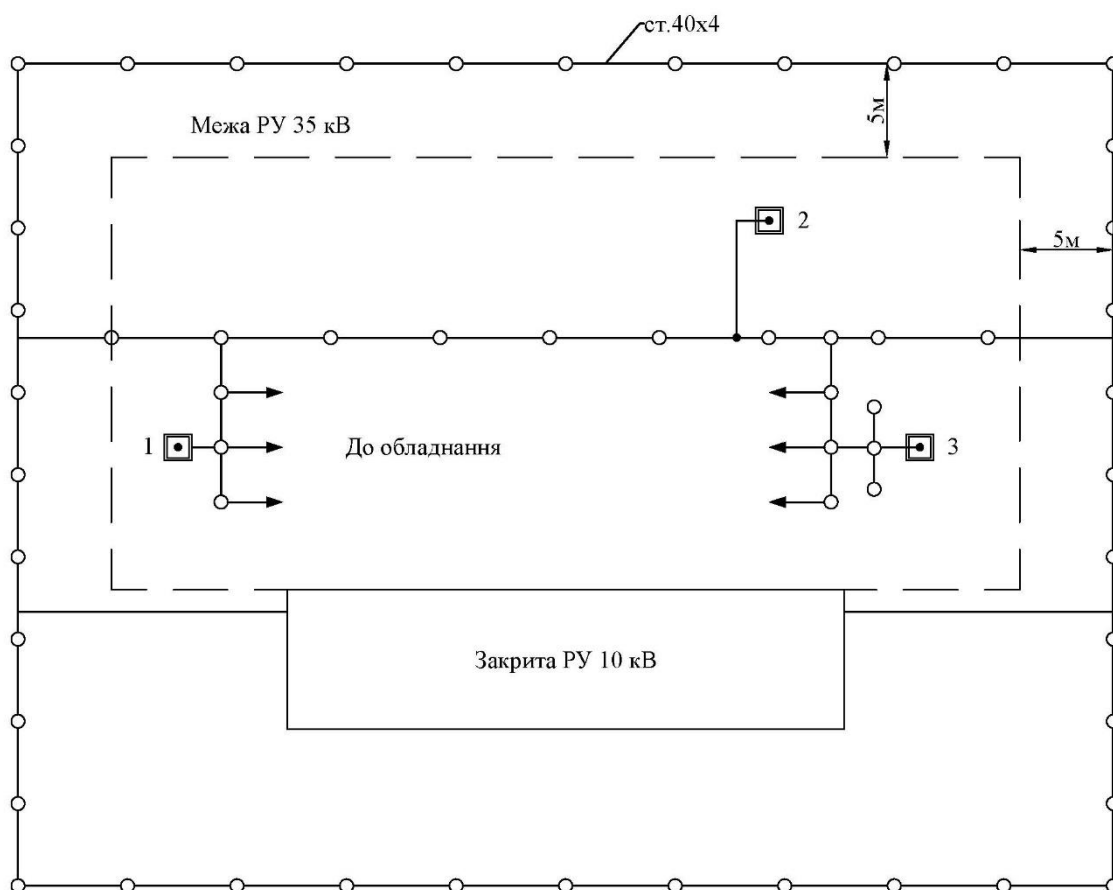 ст.40х4
Межа РУ 35 кВ
5м
2
5м
1
До обладнання
3
Закрита РУ 10 кВ